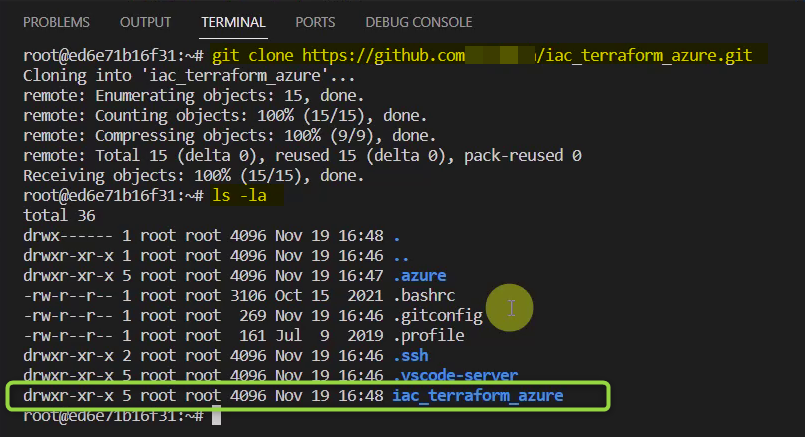 PROBLEMS OUTPUT TERMINAL PORTS DEBUG CONSOLE
root@ed6e71b16f31:~# git clone https://github.com /iac_terraform_azure.git
Cloning into 'iac_terraform_azure'...
remote: Enumerating objects: 15, done.
remote: Counting objects: 100% (15/15), done.
remote: Compressing objects: 100% (9/9), done.
remote: Total 15 (delta 0), reused 15 (delta 0), pack-reused 0
Receiving objects: 100% (15/15), done.
root@ed6e71b16f31:~# ls -la
total 36
drwx------ 1 root root 4096 Nov 19 16:48 .
drwxr-xr-x 1 root root 4096 Nov 19 16:46 ..
drwxr-xr-x 5 root root 4096 Nov 19 16:47 .azure
-rw-r--r-- 1 root root 3106 Oct 15 2021 .bashrc
-rw-r--r-- 1 root root 269 Nov 19 16:46 .gitconfig
-rw-r--r-- 1 root root 161 Jul 9 2019 .profile
drwxr-xr-x 2 root root 4096 Nov 19 16:46 .ssh
drwxr-xr-x 5 root root 4096 Nov 19 16:46 .vscode-server
drwxr-xr-x 5 root root 4096 Nov 19 16:48 iac_terraform_azure
root@ed6e71b16f31:~#